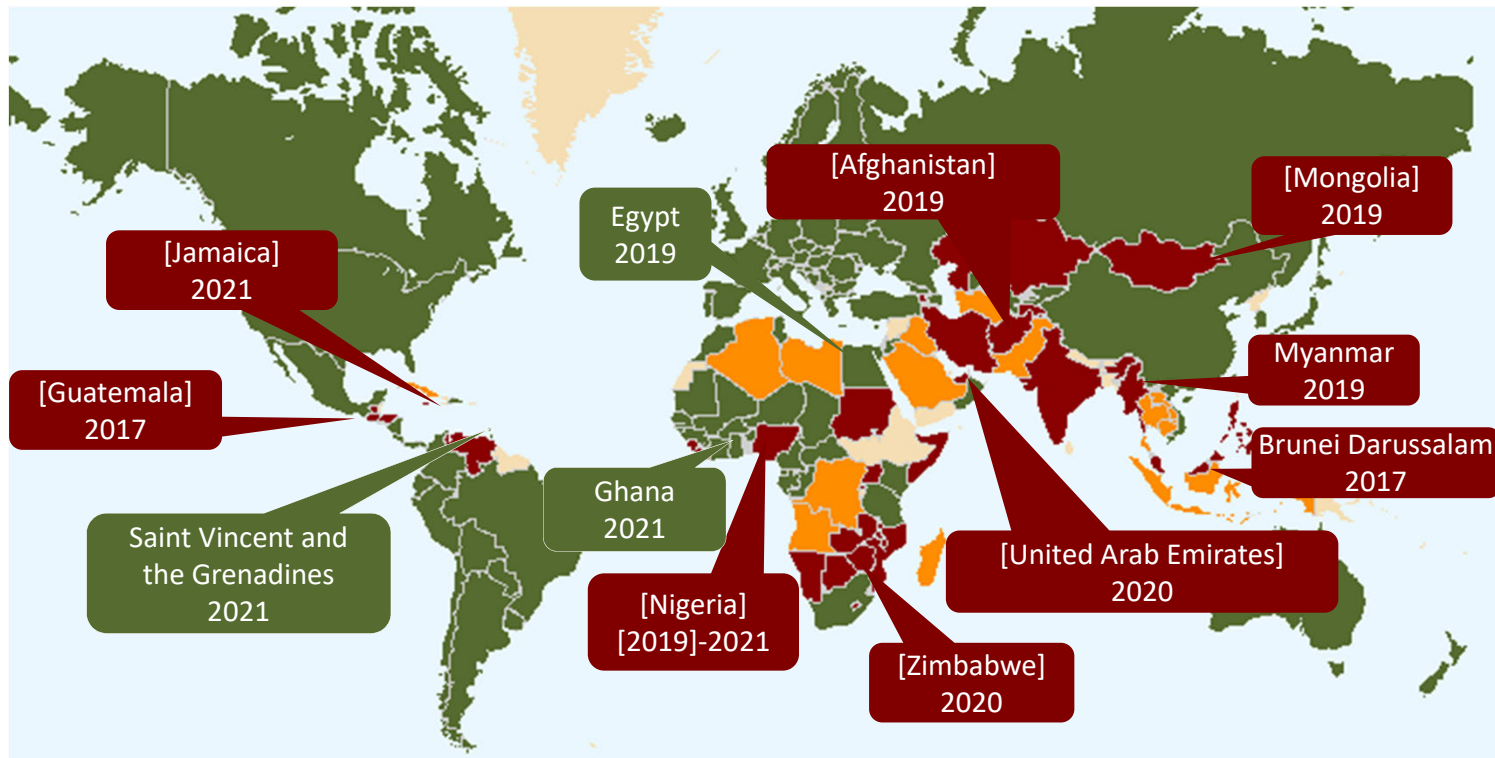 [Afghanistan]
2019
[Mongolia]
2019
Egypt
2019
[Jamaica]
2021
Myanmar
2019
[Guatemala]
2017
Brunei Darussalam
2017
Ghana
2021
Saint Vincent and
the Grenadines
2021
[United Arab Emirates]
2020
[Nigeria]
[2019]-2021
[Zimbabwe]
2020